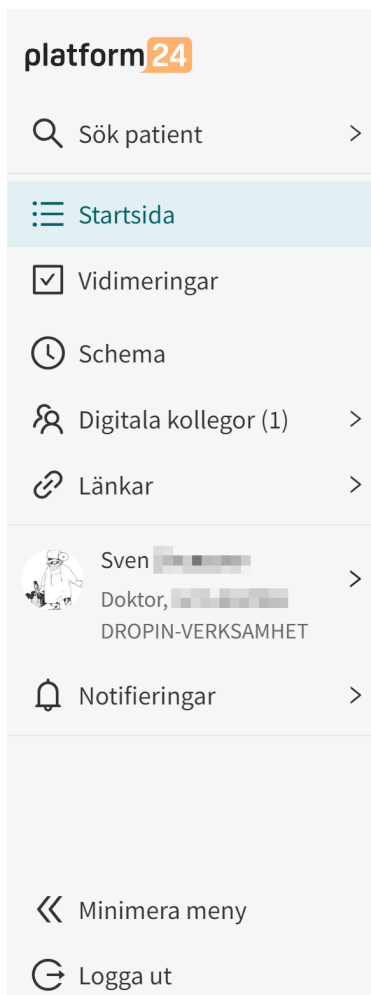 platform24
Sök patient
Startsida
Vidimeringar
Schema
Digitala kollegor (1)
Länkar
Sven
Doktor,
DROPIN-VERKSAMHET
Notifieringar
Minimera meny
Logga ut